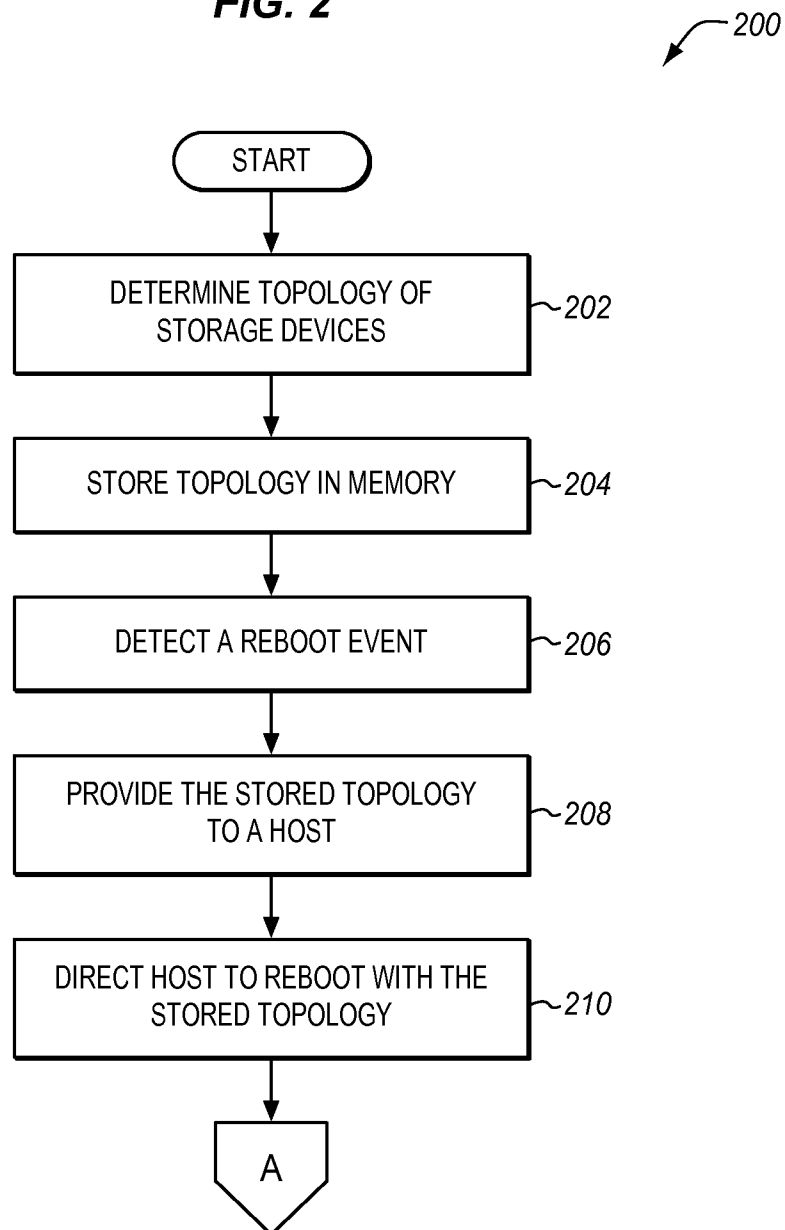 FIG. 2
200
START
DETERMINE TOPOLOGY OF
STORAGE DEVICES
202
STORE TOPOLOGY IN MEMORY
204
DETECT A REBOOT EVENT
206
PROVIDE THE STORED TOPOLOGY
TO A HOST
208
DIRECT HOST TO REBOOT WITH THE
STORED TOPOLOGY
210
A